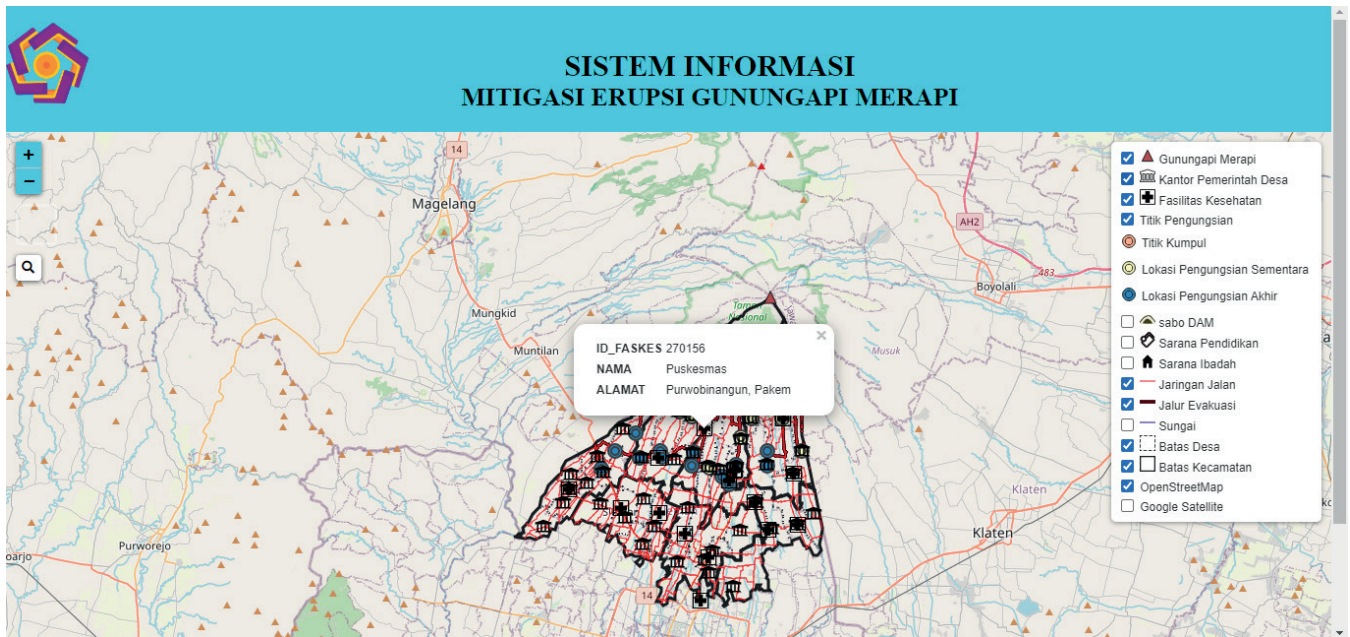 SISTEM INFORMASI
MITIGASI ERUPSI GUNUNGAPI MERAPI
+
−
14
Magelang
AH2
483
Boyolali
Mungkid
Muntilan
Musuk
Nasional
ID_FASKES 270156
NAMA Puskesmas
ALAMAT Purwobinangun, Pakem
×
Klaten
Klaten
Purworejo
oarjo
14
Gunungapi Merapi
Kantor Pemerintah Desa
Fasilitas Kesehatan
Titik Pengungsian
Titik Kumpul
Lokasi Pengungsian Sementara
Lokasi Pengungsian Akhir
sabo DAM
Sarana Pendidikan
Sarana Ibadah
Jaringan Jalan
Jalur Evakuasi
Sungai
Batas Desa
Batas Kecamatan
OpenStreetMap
Google Satellite